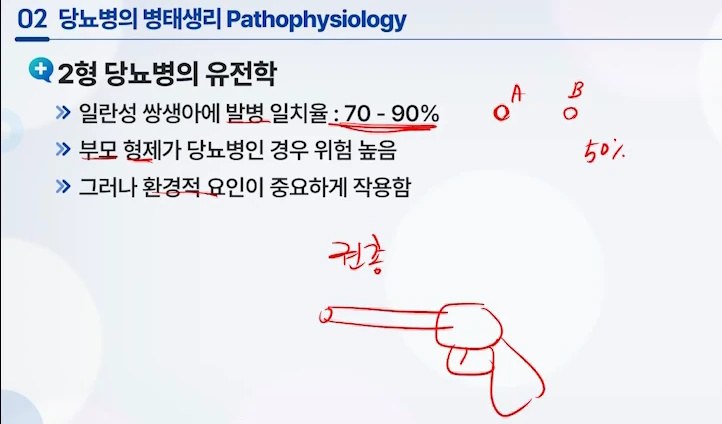 02 당뇨병의 병태생리 Pathophysiology
2형 당뇨병의 유전학
» 일란성 쌍생아에 발병 일치율 : 70 - 90%
A B
» 부모 형제가 당뇨병인 경우 위험 높음
50%
» 그러나 환경적 요인이 중요하게 작용함
권총